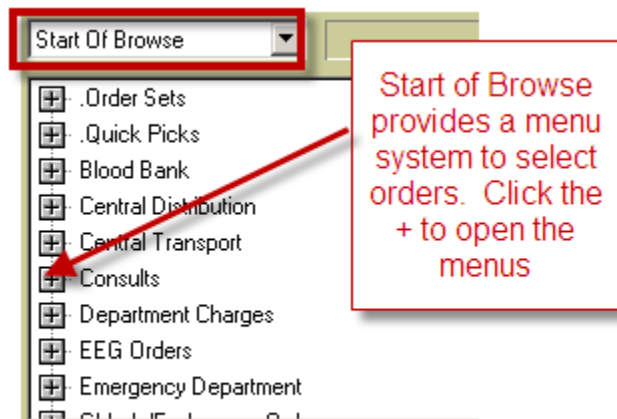 Start Of Browse
.Order Sets
.Quick Picks
Blood Bank
Central Distribution
Central Transport
Consults
Department Charges
EEG Orders
Emergency Department
Start of Browse
provides a menu
system to select
orders. Click the
+ to open the
menus